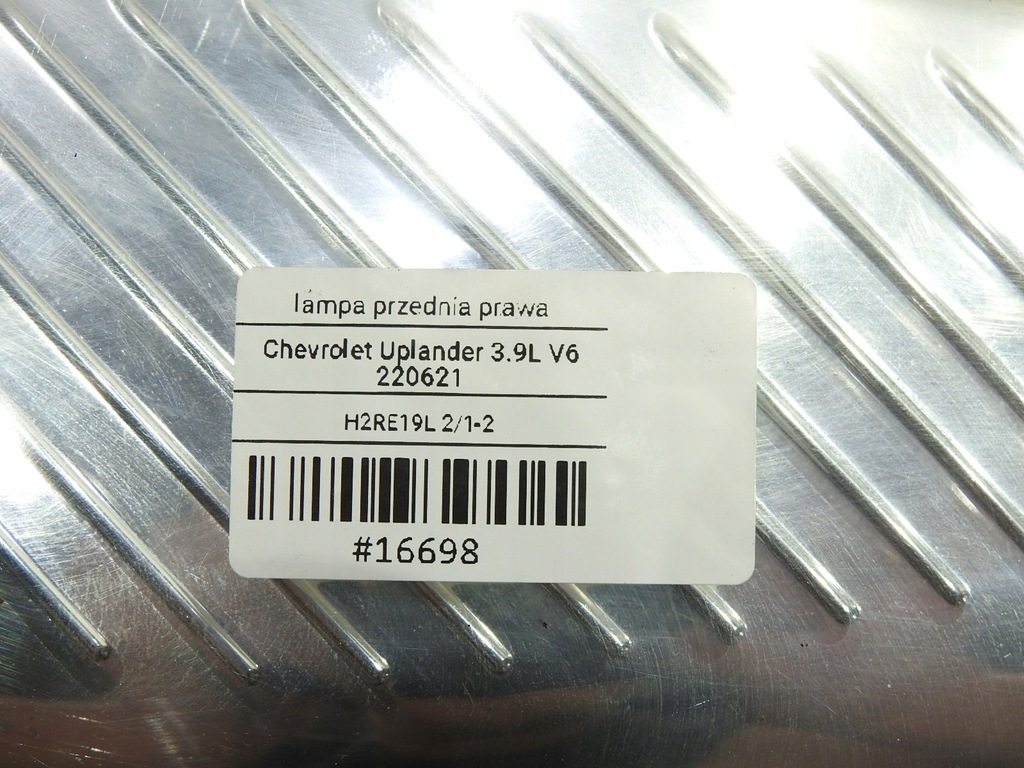 lampa przednia prawa
Chevrolet Uplander 3.9L V6
220621
H2RE19L 2/1-2
#16698